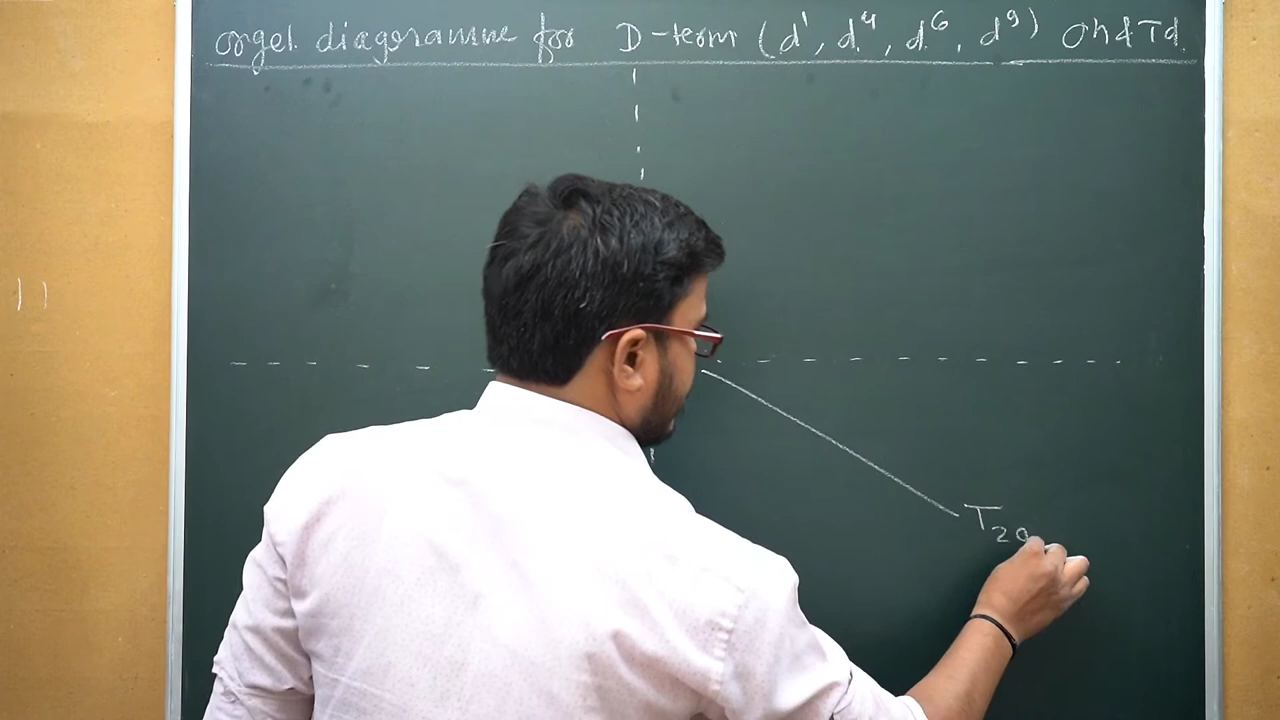 orgel diagramme for D-term (d¹, d⁴, d⁶, d⁹) Oh & Td
T₂g